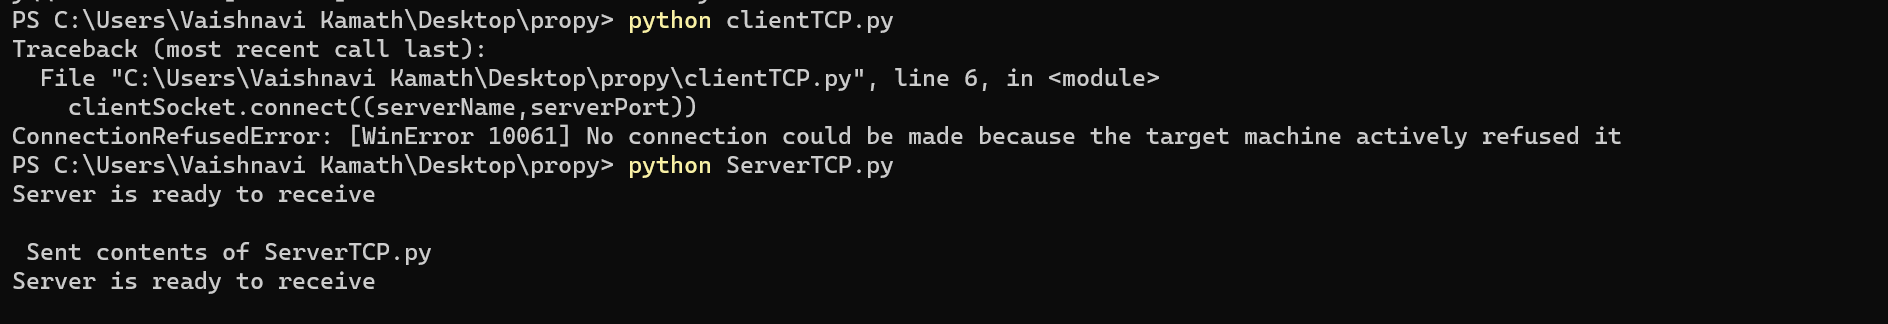 PS C:\Users\Vaishnavi Kamath\Desktop\propy> python clientTCP.py
Traceback (most recent call last):
  File "C:\Users\Vaishnavi Kamath\Desktop\propy\clientTCP.py", line 6, in <module>
    clientSocket.connect((serverName,serverPort))
ConnectionRefusedError: [WinError 10061] No connection could be made because the target machine actively refused it
PS C:\Users\Vaishnavi Kamath\Desktop\propy> python ServerTCP.py
Server is ready to receive

 Sent contents of ServerTCP.py
Server is ready to receive